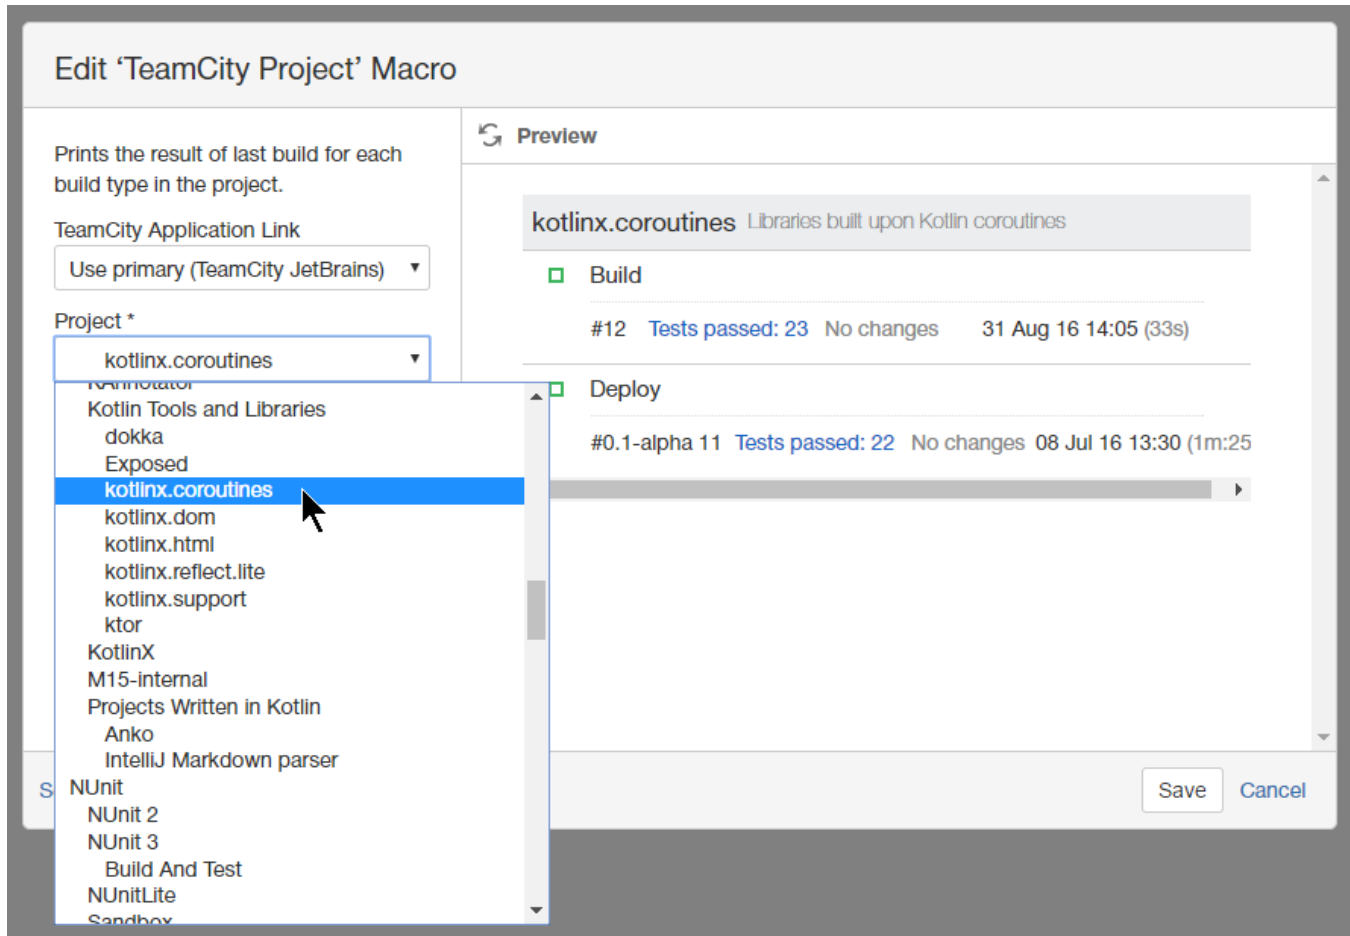 Edit ‘TeamCity Project’ Macro
Prints the result of last build for each
build type in the project.
TeamCity Application Link
Use primary (TeamCity JetBrains)
Project *
kotlinx.coroutines
KAnnotator
Kotlin Tools and Libraries
dokka
Exposed
kotlinx.coroutines
kotlinx.dom
kotlinx.html
kotlinx.reflect.lite
kotlinx.support
ktor
KotlinX
M15-internal
Projects Written in Kotlin
Anko
IntelliJ Markdown parser
NUnit
NUnit 2
NUnit 3
Build And Test
NUnitLite
Sandbox
Preview
kotlinx.coroutines Libraries built upon Kotlin coroutines
Build
#12 Tests passed: 23 No changes 31 Aug 16 14:05 (33s)
Deploy
#0.1-alpha 11 Tests passed: 22 No changes 08 Jul 16 13:30 (1m:25
S
Save Cancel